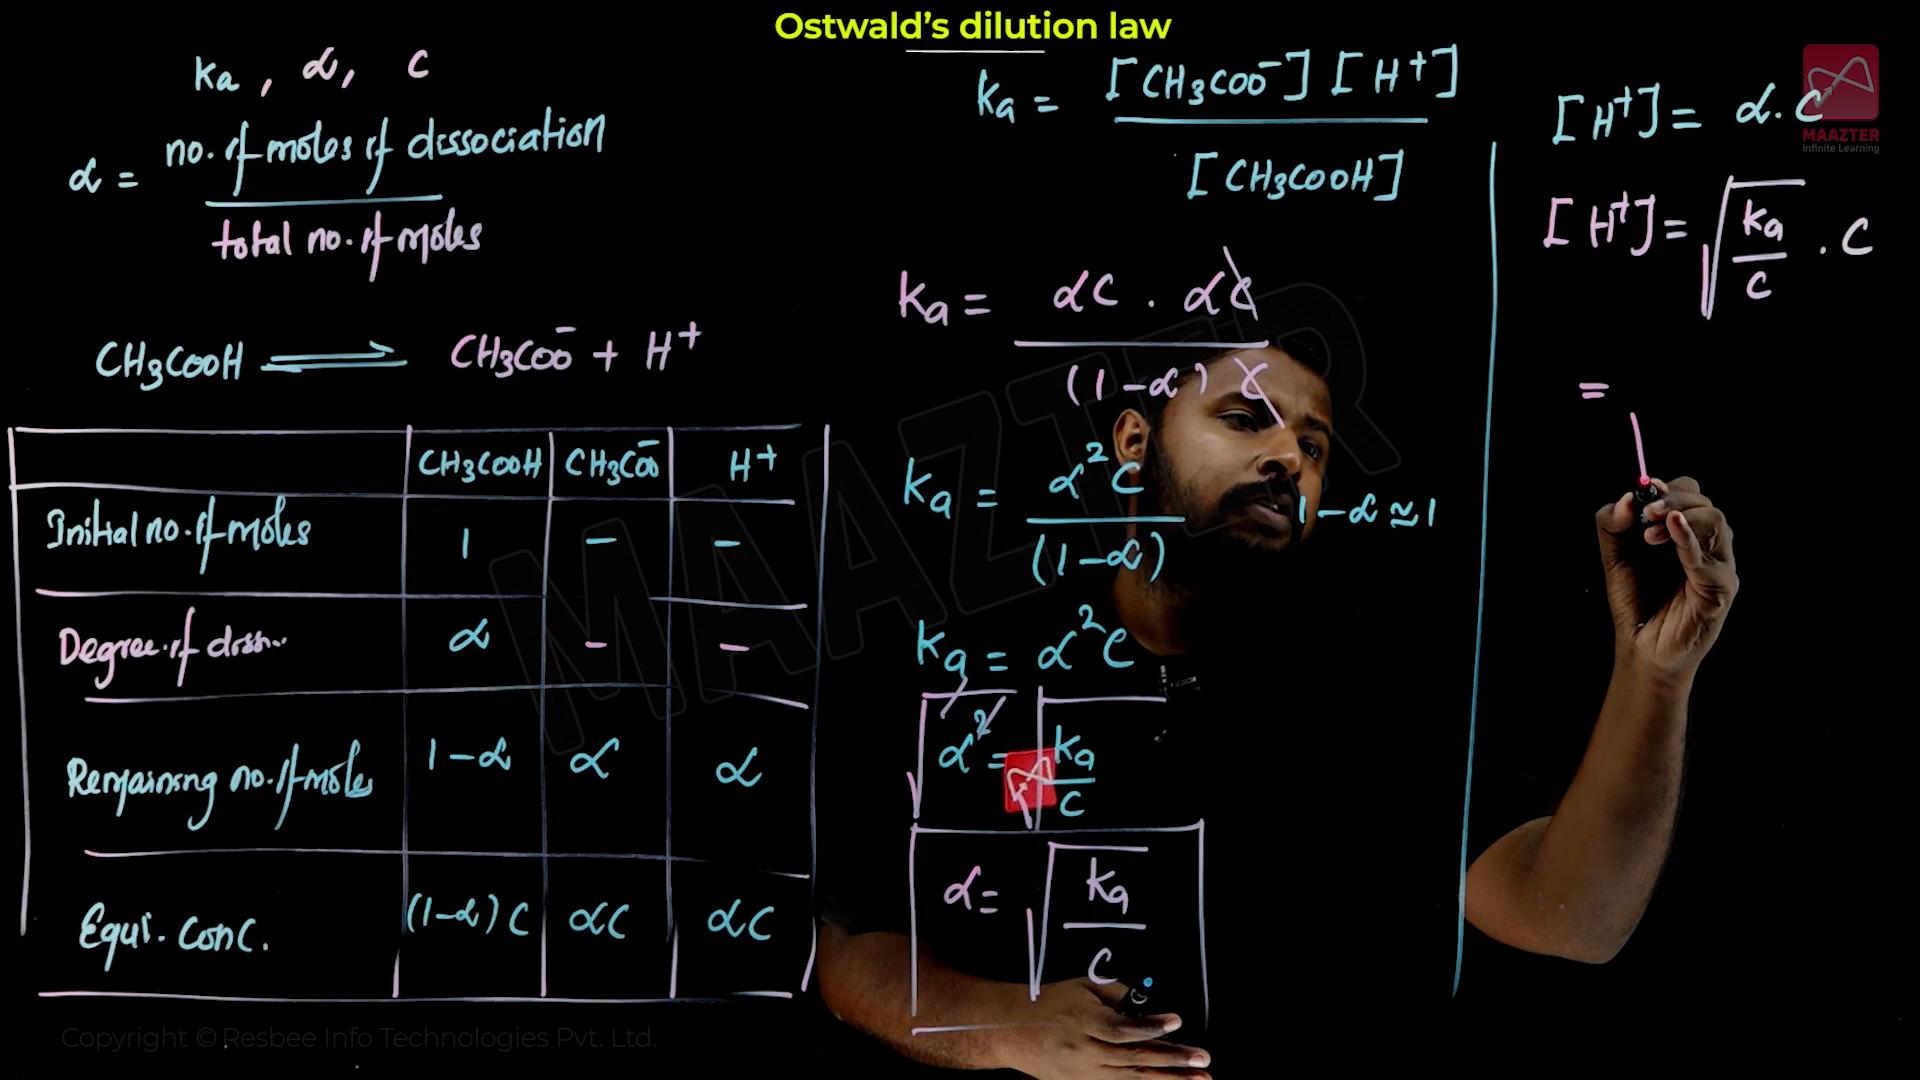 Ostwald's dilution law
Ka, α, C
α = no. of moles of dissociation
total no. of moles
CH3COOH ⇌ CH3COO⁻ + H⁺
CH3COOH CH3COO⁻ H⁺
Initial no. of moles 1 – –
Degree of disso.. α – –
Remaining no. of moles 1-α α α
Equi. Conc. (1-α)C αC αC
Ka = [CH3COO⁻] [H⁺]
[CH3COOH]
Ka = αC . αC
(1-α) C
Ka = α²C
(1-α)
1-α ≈ 1
Ka = α²C
√α² = √Ka
C
α = √Ka
C
[H⁺] = α.C
[H⁺] = √Ka . C
C
=
MAAZTER
Infinite Learning
MAAZTER
Copyright © Resbee Info Technologies Pvt. Ltd.